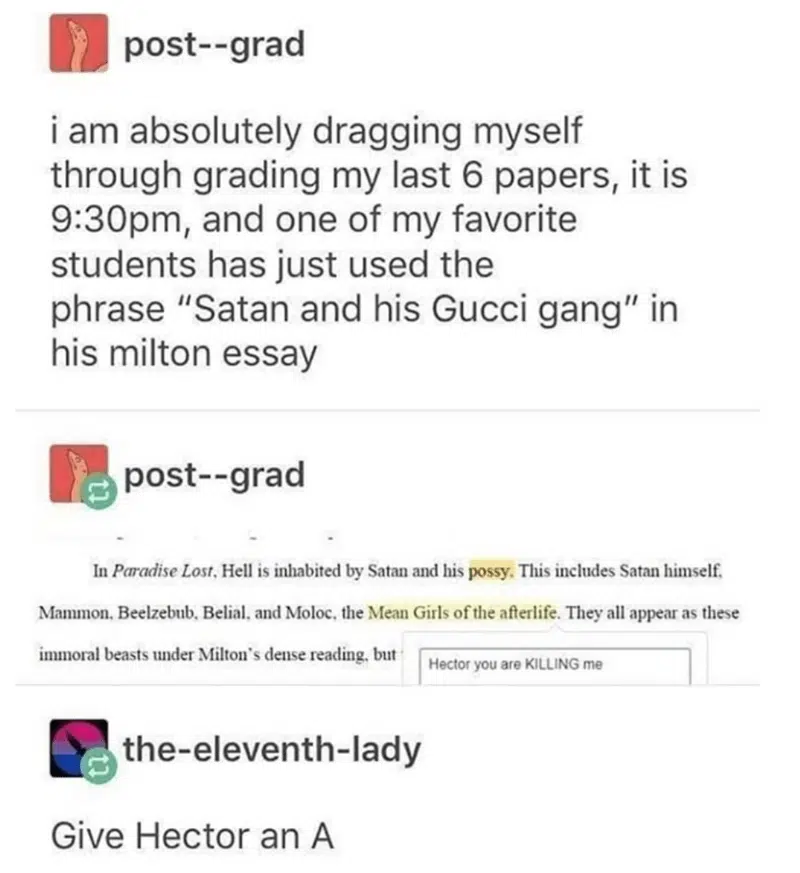 post--grad
i am absolutely dragging myself
through grading my last 6 papers, it is
9:30pm, and one of my favorite
students has just used the
phrase "Satan and his Gucci gang" in
his milton essay
post--grad
In Paradise Lost, Hell is inhabited by Satan and his possy. This includes Satan himself,
Mammon, Beelzebub, Belial, and Moloc, the Mean Girls of the afterlife. They all appear as these
immoral beasts under Milton's dense reading, but
Hector you are KILLING me
the-eleventh-lady
Give Hector an A